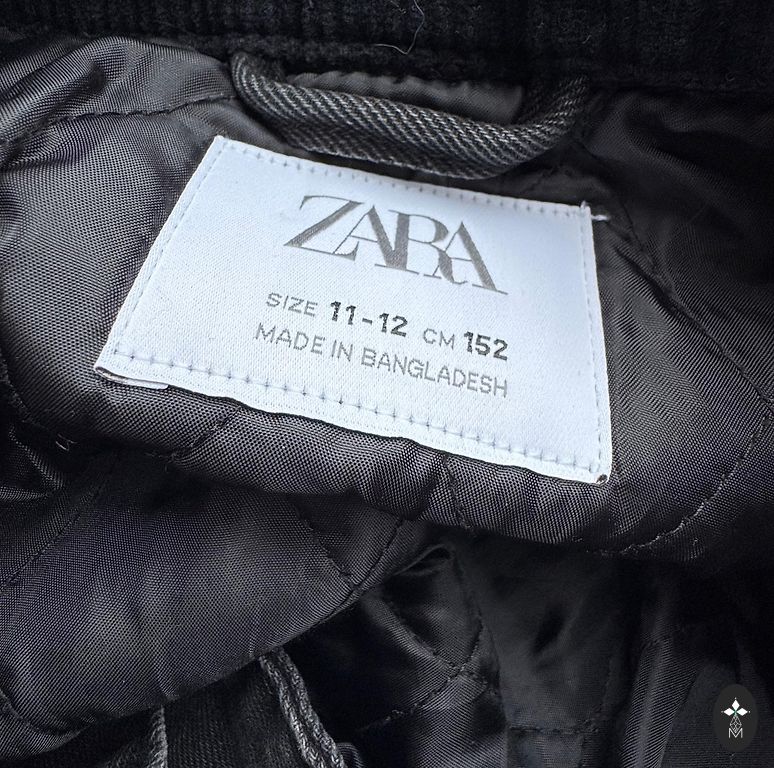 ZARA
SIZE 11-12 CM 152
MADE IN BANGLADESH
M